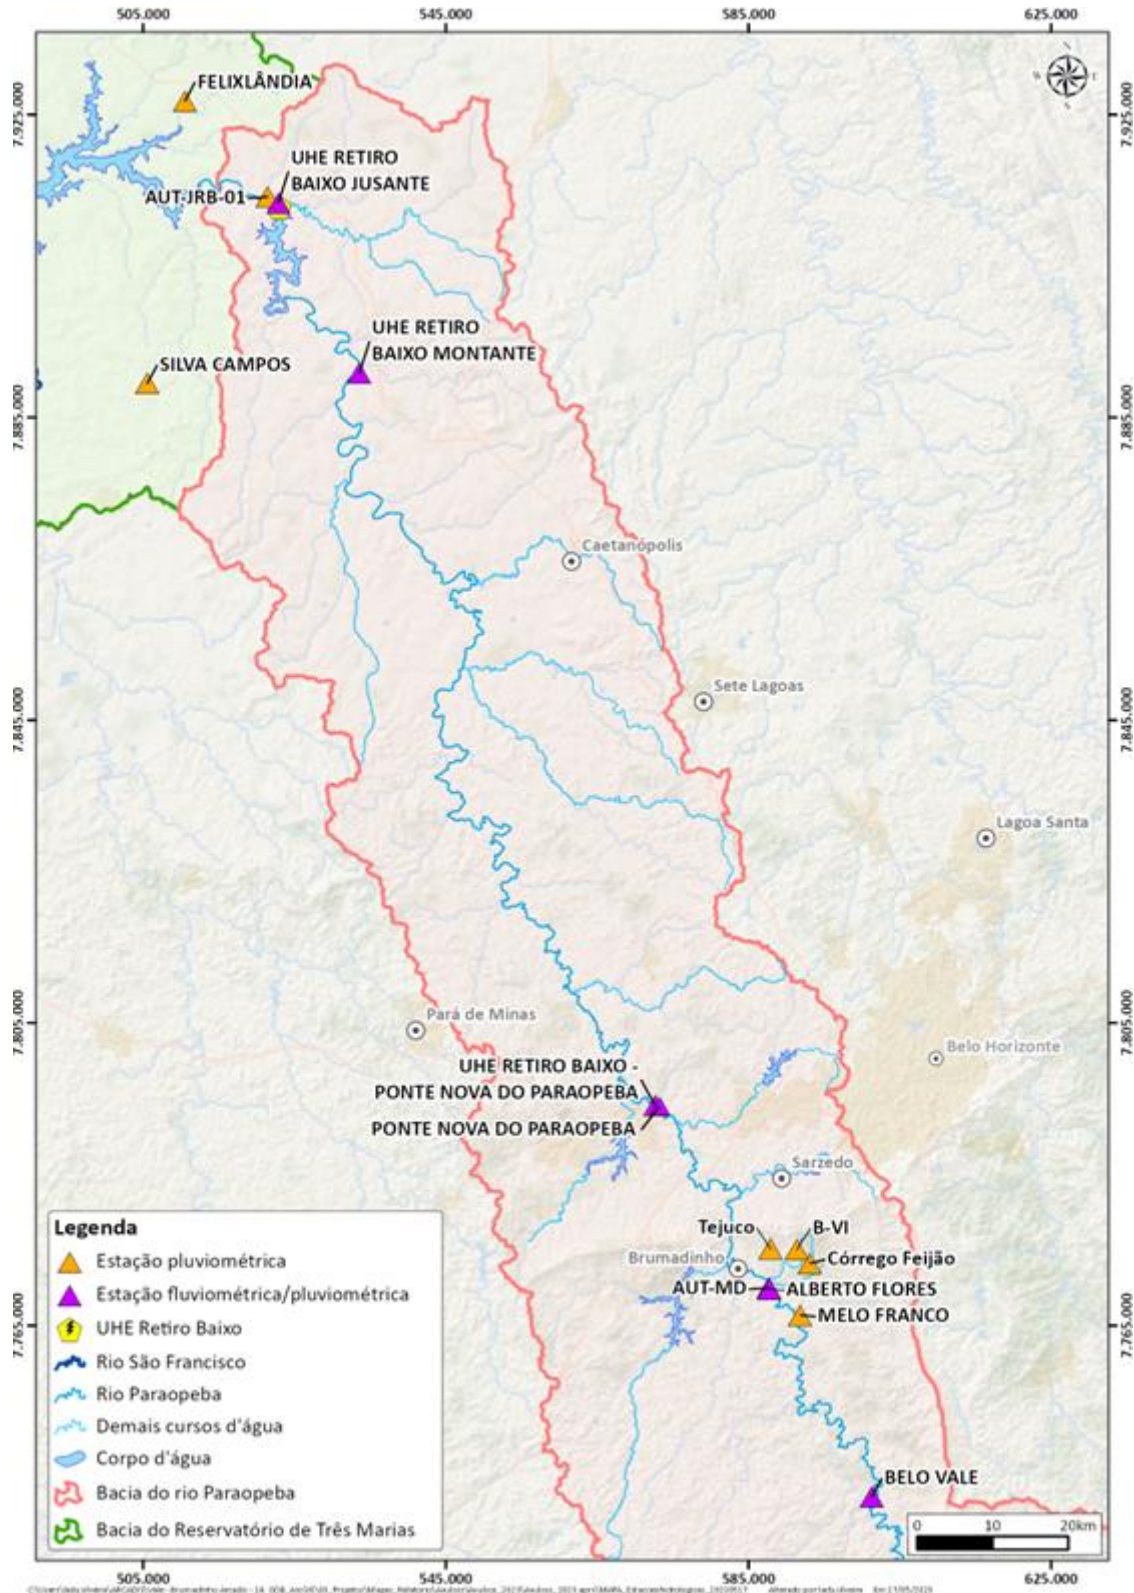 505.000 545.000 585.000 625.000
7.925.000 7.925.000
FELIXLÂNDIA
UHE RETIRO
BAIXO JUSANTE
AUT-JRB-01
UHE RETIRO
BAIXO MONTANTE
SILVA CAMPOS
7.885.000 7.885.000
Caetanópolis
Sete Lagoas
7.845.000 7.845.000
Lagoa Santa
Pará de Minas
7.805.000 7.805.000
Belo Horizonte
UHE RETIRO BAIXO -
PONTE NOVA DO PARAOPEBA
PONTE NOVA DO PARAOPEBA
Sarzedo
Tejuco
B-VI
Brumadinho
Córrego Feijão
AUT-MD
ALBERTO FLORES
MELO FRANCO
7.765.000 7.765.000
BELO VALE
Legenda
Estação pluviométrica
Estação fluviométrica/pluviométrica
UHE Retiro Baixo
Rio São Francisco
Rio Paraopeba
Demais cursos d'água
Corpo d'água
Bacia do rio Paraopeba
Bacia do Reservatório de Três Marias
0 10 20km
505.000 545.000 585.000 625.000